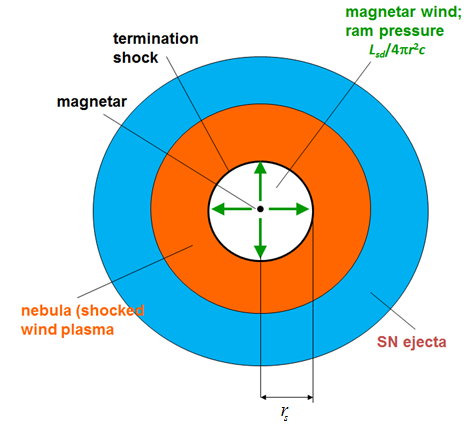 magnetar wind;
ram pressure
Lsd/4πr²c
termination
shock
magnetar
nebula (shocked
wind plasma
SN ejecta
rs